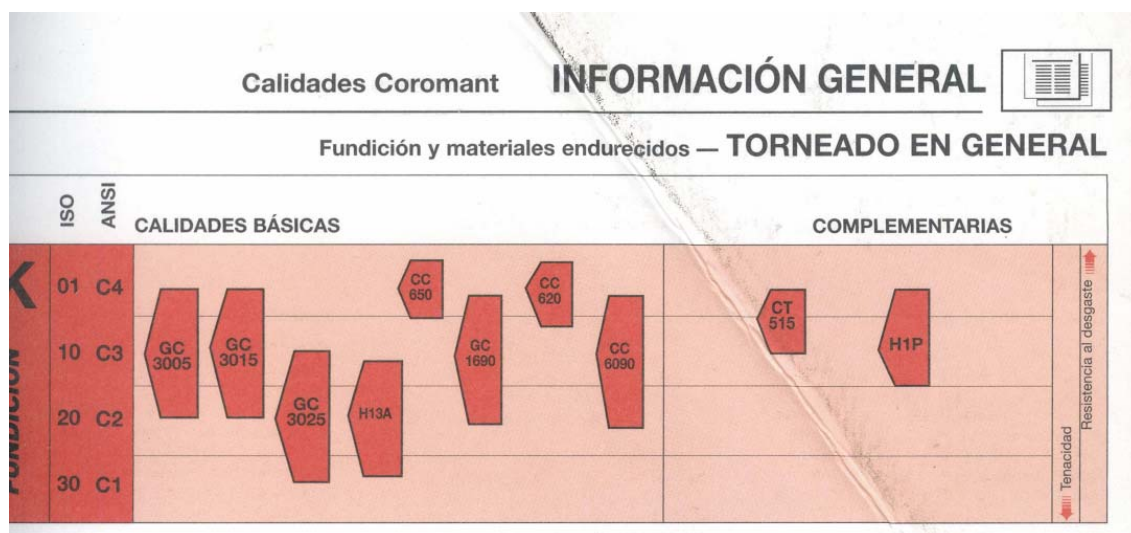 Calidades Coromant INFORMACIÓN GENERAL
Fundición y materiales endurecidos — TORNEADO EN GENERAL
ISO
ANSI
CALIDADES BÁSICAS
COMPLEMENTARIAS
K
FUNDICIÓN
01 C4
10 C3
20 C2
30 C1
GC
3005
GC
3015
GC
3025
H13A
CC
650
GC
1690
CC
620
CC
6090
CT
515
H1P
Tenacidad
Resistencia al desgaste